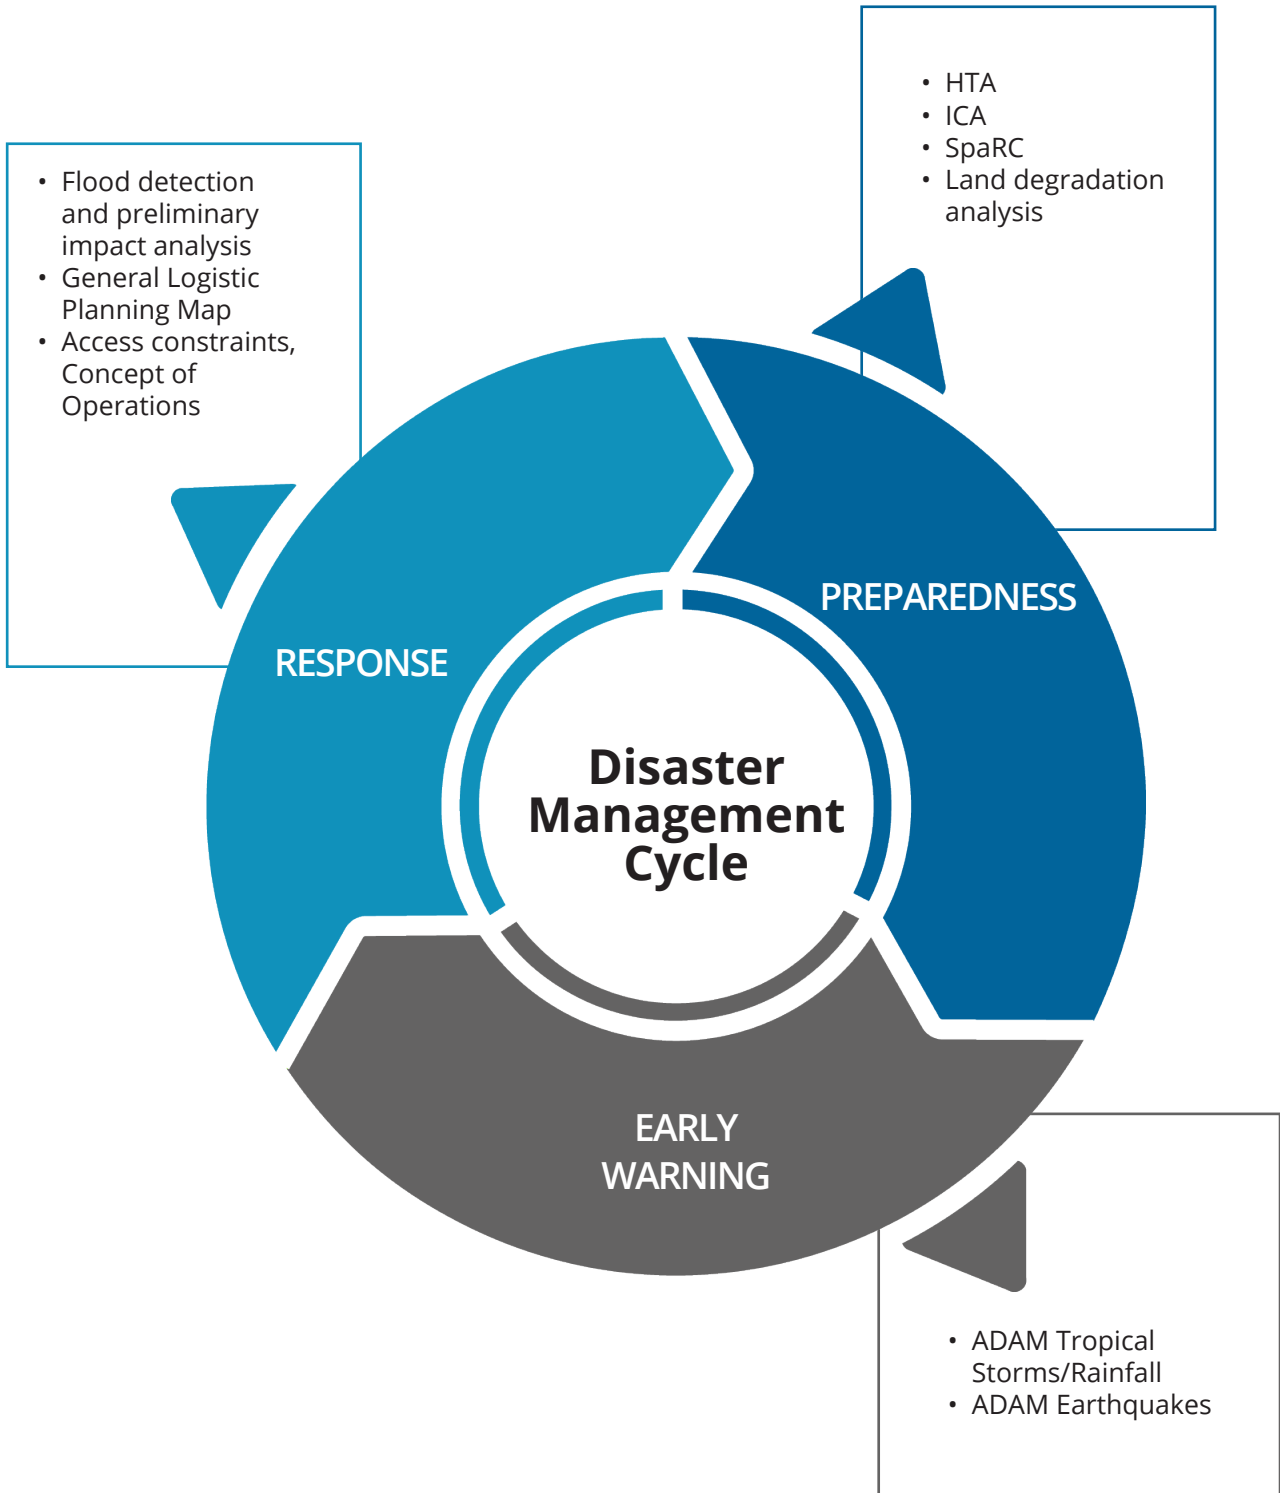 • HTA
• ICA
• SpaRC
• Land degradation
analysis
• Flood detection
and preliminary
impact analysis
• General Logistic
Planning Map
• Access constraints,
Concept of
Operations
PREPAREDNESS
RESPONSE
Disaster
Management
Cycle
EARLY
WARNING
• ADAM Tropical
Storms/Rainfall
• ADAM Earthquakes